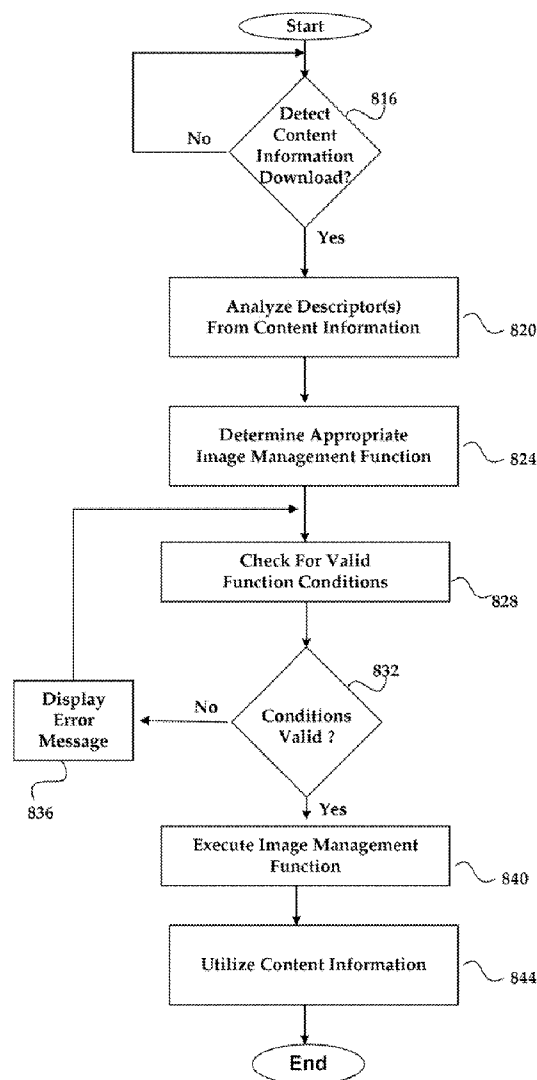 Start
816
Detect
Content
Information
Download?
No
Yes
Analyze Descriptor(s)
From Content Information
820
Determine Appropriate
Image Management Function
824
Check For Valid
Function Conditions
828
832
Conditions
Valid ?
No
Display
Error
Message
836
Yes
Execute Image Management
Function
840
Utilize Content Information
844
End